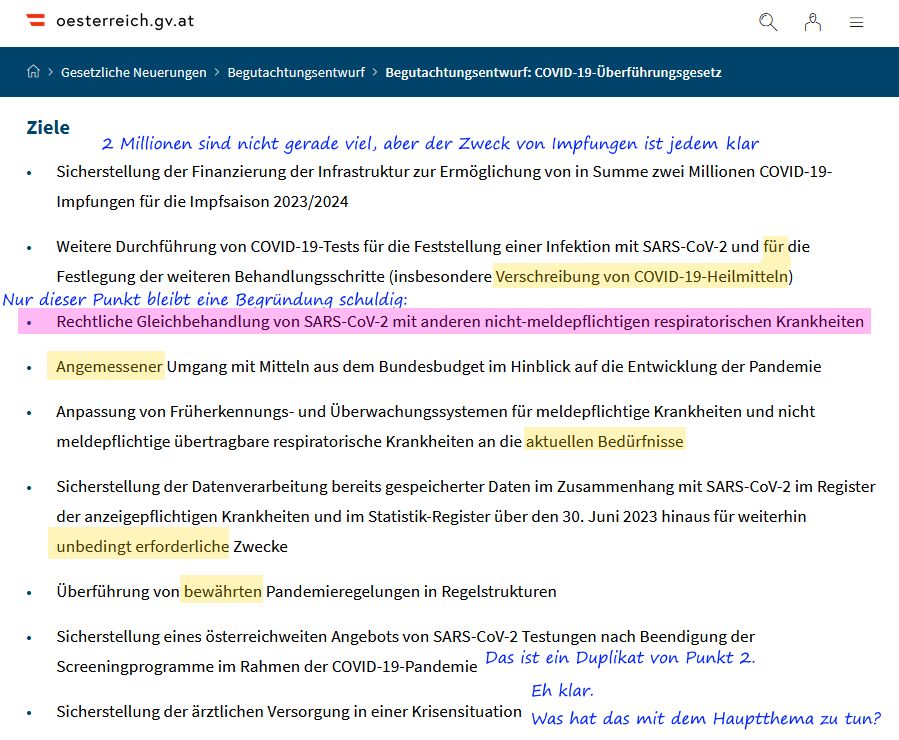 oesterreich.gv.at
Gesetzliche Neuerungen > Begutachtungsentwurf > Begutachtungsentwurf: COVID-19-Überführungsgesetz
Ziele
2 Millionen sind nicht gerade viel, aber der Zweck von Impfungen ist jedem klar
• Sicherstellung der Finanzierung der Infrastruktur zur Ermöglichung von in Summe zwei Millionen COVID-19-
Impfungen für die Impfsaison 2023/2024
• Weitere Durchführung von COVID-19-Tests für die Feststellung einer Infektion mit SARS-CoV-2 und für die
Festlegung der weiteren Behandlungsschritte (insbesondere Verschreibung von COVID-19-Heilmitteln)
Nur dieser Punkt bleibt eine Begründung schuldig:
• Rechtliche Gleichbehandlung von SARS-CoV-2 mit anderen nicht-meldepflichtigen respiratorischen Krankheiten
• Angemessener Umgang mit Mitteln aus dem Bundesbudget im Hinblick auf die Entwicklung der Pandemie
• Anpassung von Früherkennungs- und Überwachungssystemen für meldepflichtige Krankheiten und nicht
meldepflichtige übertragbare respiratorische Krankheiten an die aktuellen Bedürfnisse
• Sicherstellung der Datenverarbeitung bereits gespeicherter Daten im Zusammenhang mit SARS-CoV-2 im Register
der anzeigepflichtigen Krankheiten und im Statistik-Register über den 30. Juni 2023 hinaus für weiterhin
unbedingt erforderliche Zwecke
• Überführung von bewährten Pandemieregelungen in Regelstrukturen
• Sicherstellung eines österreichweiten Angebots von SARS-CoV-2 Testungen nach Beendigung der
Screeningprogramme im Rahmen der COVID-19-Pandemie
Das ist ein Duplikat von Punkt 2.
Eh klar.
• Sicherstellung der ärztlichen Versorgung in einer Krisensituation
Was hat das mit dem Hauptthema zu tun?